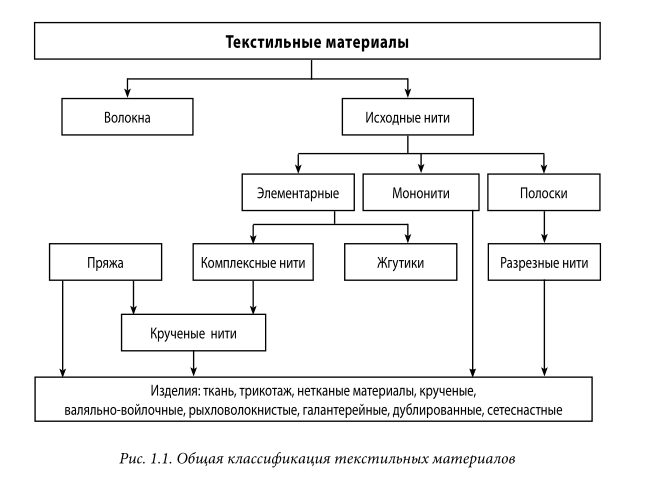 Текстильные материалы
Волокна
Исходные нити
Элементарные
Мононити
Полоски
Пряжа
Комплексные нити
Жгутики
Разрезные нити
Крученые нити
Изделия: ткань, трикотаж, нетканые материалы, крученые,
валяльно-войлочные, рыхловолокнистые, галантерейные, дублированные, сетеснастные
Рис. 1.1. Общая классификация текстильных материалов